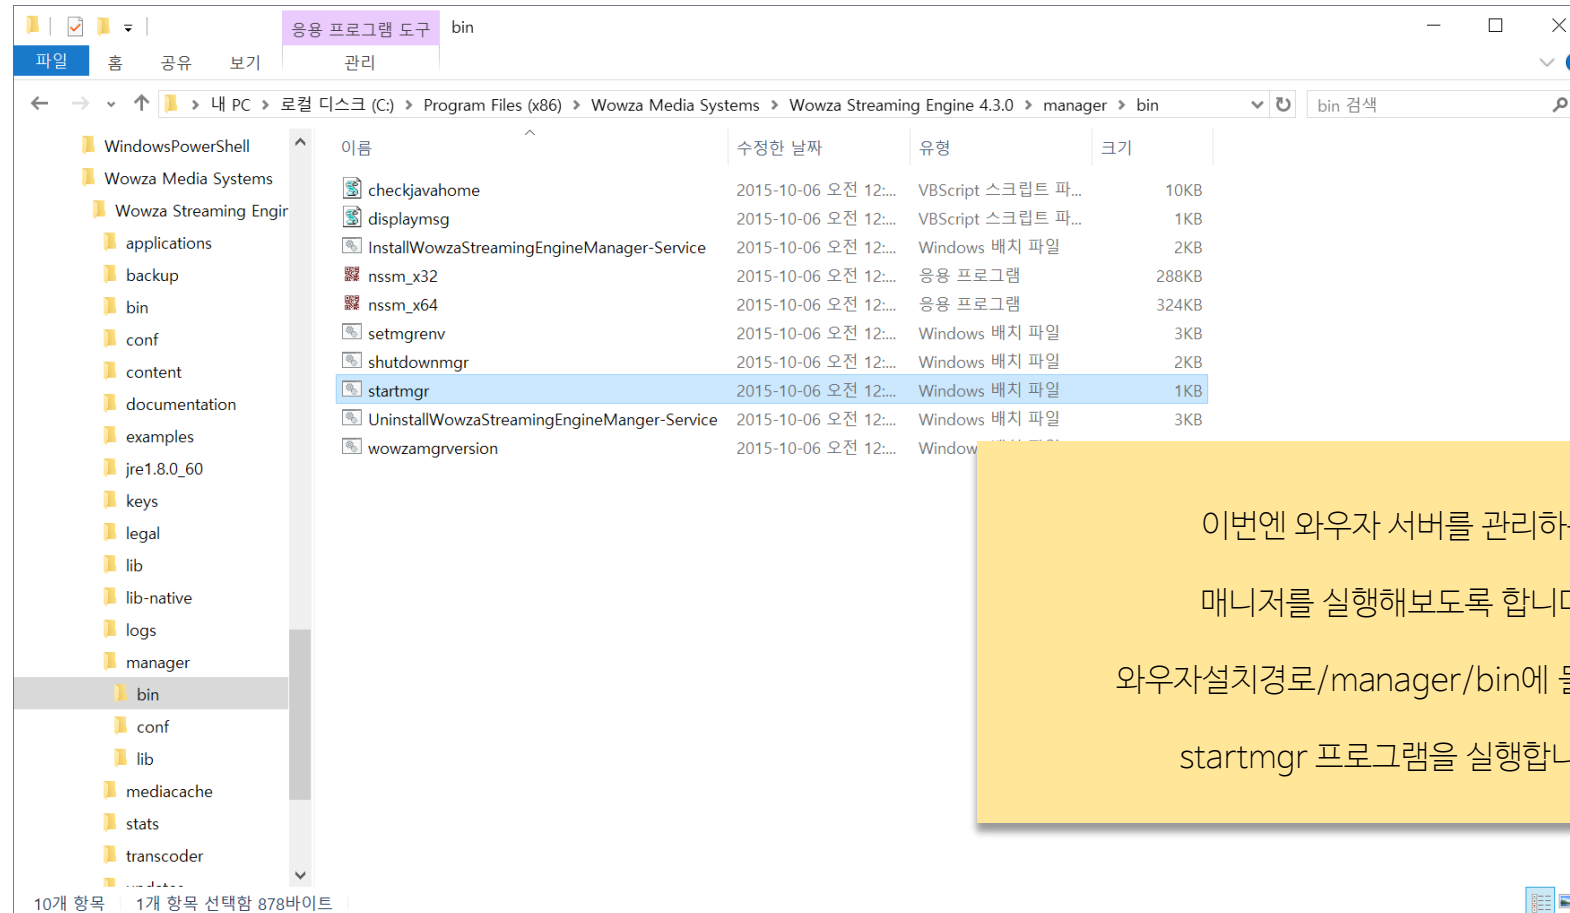 응용 프로그램 도구 bin
파일 홈 공유 보기 관리
내 PC > 로컬 디스크 (C:) > Program Files (x86) > Wowza Media Systems > Wowza Streaming Engine 4.3.0 > manager > bin
bin 검색
WindowsPowerShell
Wowza Media Systems
Wowza Streaming Engir
applications
backup
bin
conf
content
documentation
examples
jre1.8.0_60
keys
legal
lib
lib-native
logs
manager
bin
conf
lib
mediacache
stats
transcoder
이름 수정한 날짜 유형 크기
checkjavahome 2015-10-06 오전 12:... VBScript 스크립트 파... 10KB
displaymsg 2015-10-06 오전 12:... VBScript 스크립트 파... 1KB
InstallWowzaStreamingEngineManager-Service 2015-10-06 오전 12:... Windows 배치 파일 2KB
nssm_x32 2015-10-06 오전 12:... 응용 프로그램 288KB
nssm_x64 2015-10-06 오전 12:... 응용 프로그램 324KB
setmgrenv 2015-10-06 오전 12:... Windows 배치 파일 3KB
shutdownmgr 2015-10-06 오전 12:... Windows 배치 파일 2KB
startmgr 2015-10-06 오전 12:... Windows 배치 파일 1KB
UninstallWowzaStreamingEngineManger-Service 2015-10-06 오전 12:... Windows 배치 파일 3KB
wowzamgrversion 2015-10-06 오전 12:...
이번엔 와우자 서버를
매니저를 실행해보도록
와우자설치경로/manager/bin에
startmgr 프로그램을
10개 항목 1개 항목 선택함 878바이트